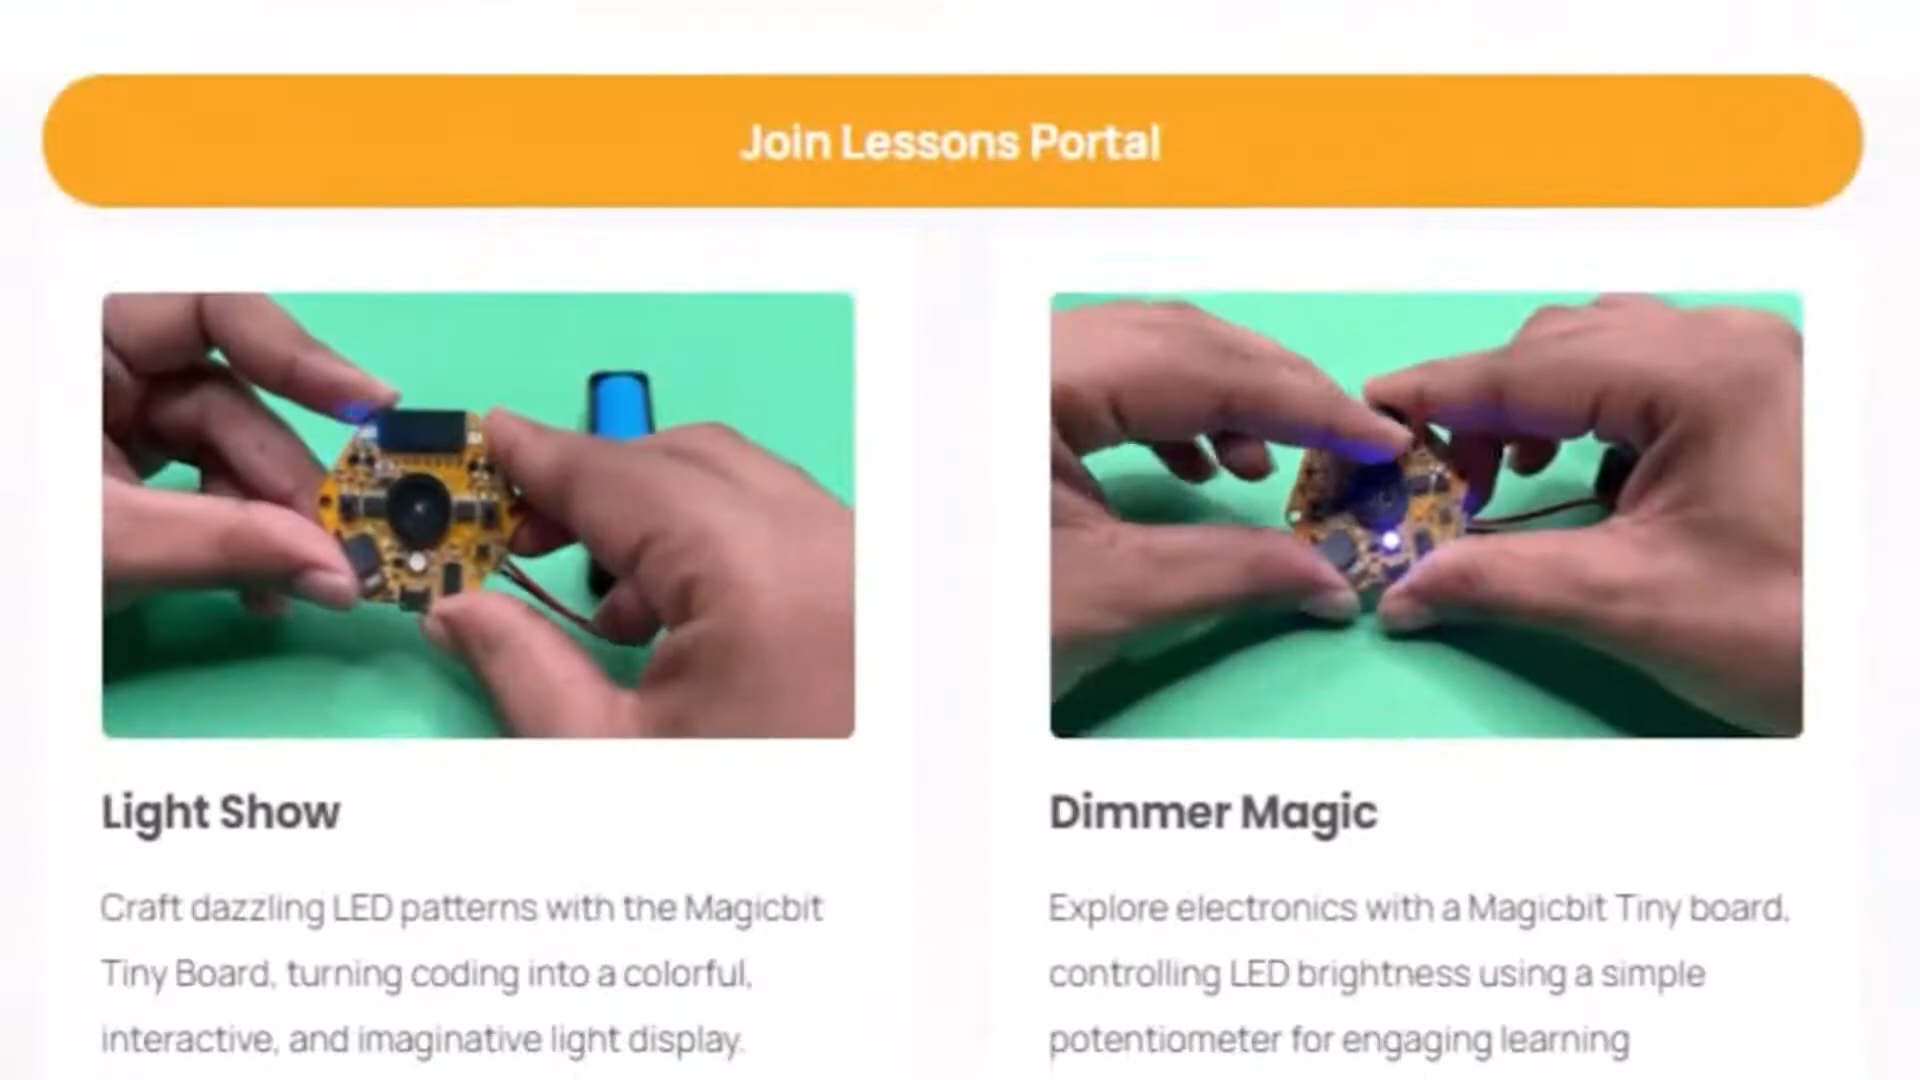 Join Lessons Portal
Light Show
Craft dazzling LED patterns with the Magicbit
Tiny Board, turning coding into a colorful,
interactive, and imaginative light display.
Dimmer Magic
Explore electronics with a Magicbit Tiny board,
controlling LED brightness using a simple
potentiometer for engaging learning